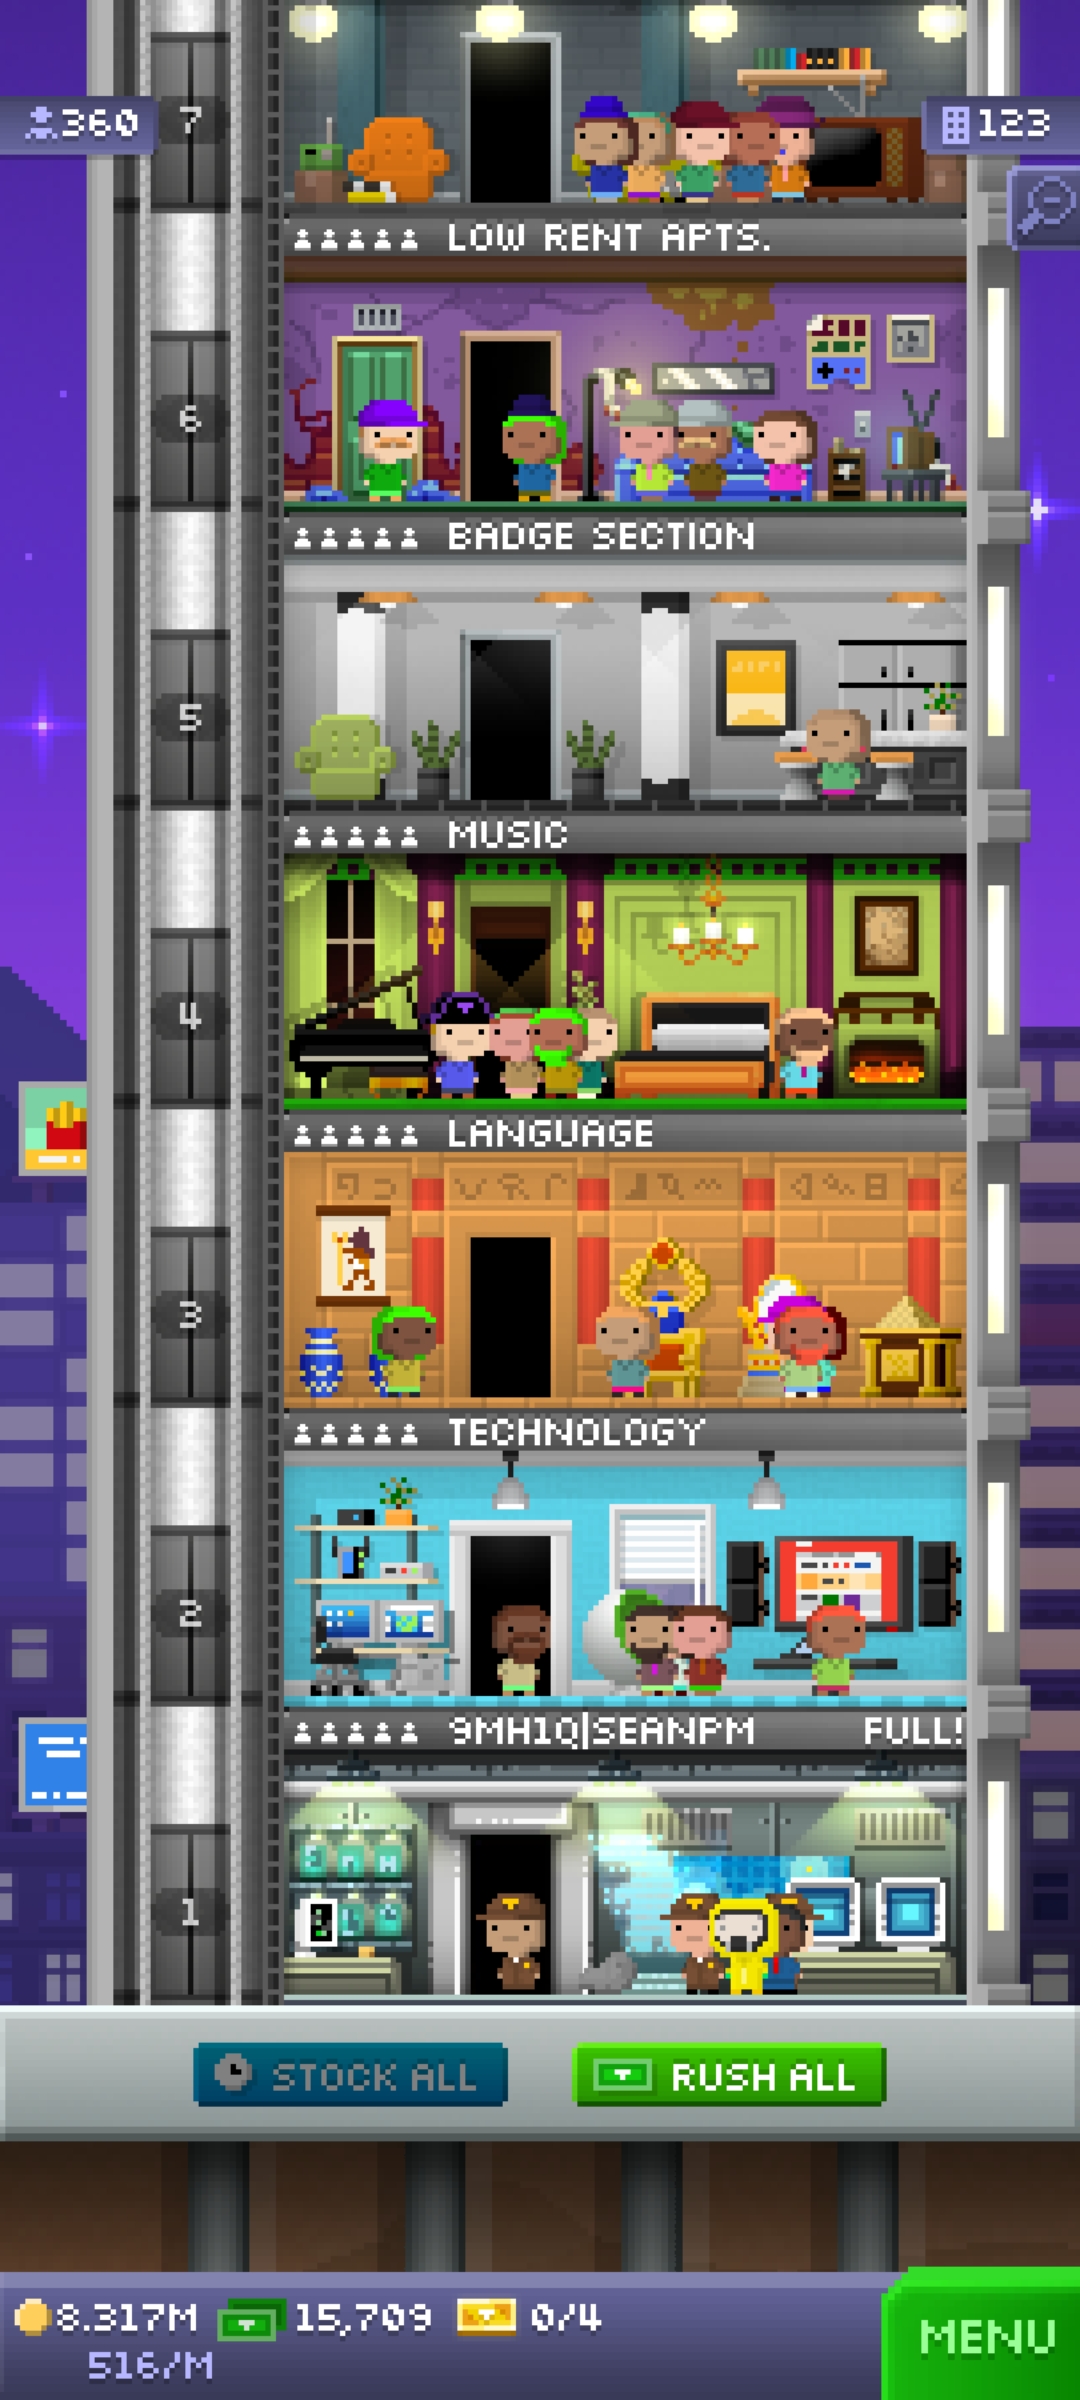 360
7
123
LOW RENT APTS.
6
BADGE SECTION
5
MUSIC
4
LANGUAGE
3
TECHNOLOGY
2
9MH1Q|SEANPM FULL!
1
STOCK ALL
RUSH ALL
8.317M 15,709 0/4
516/M
MENU